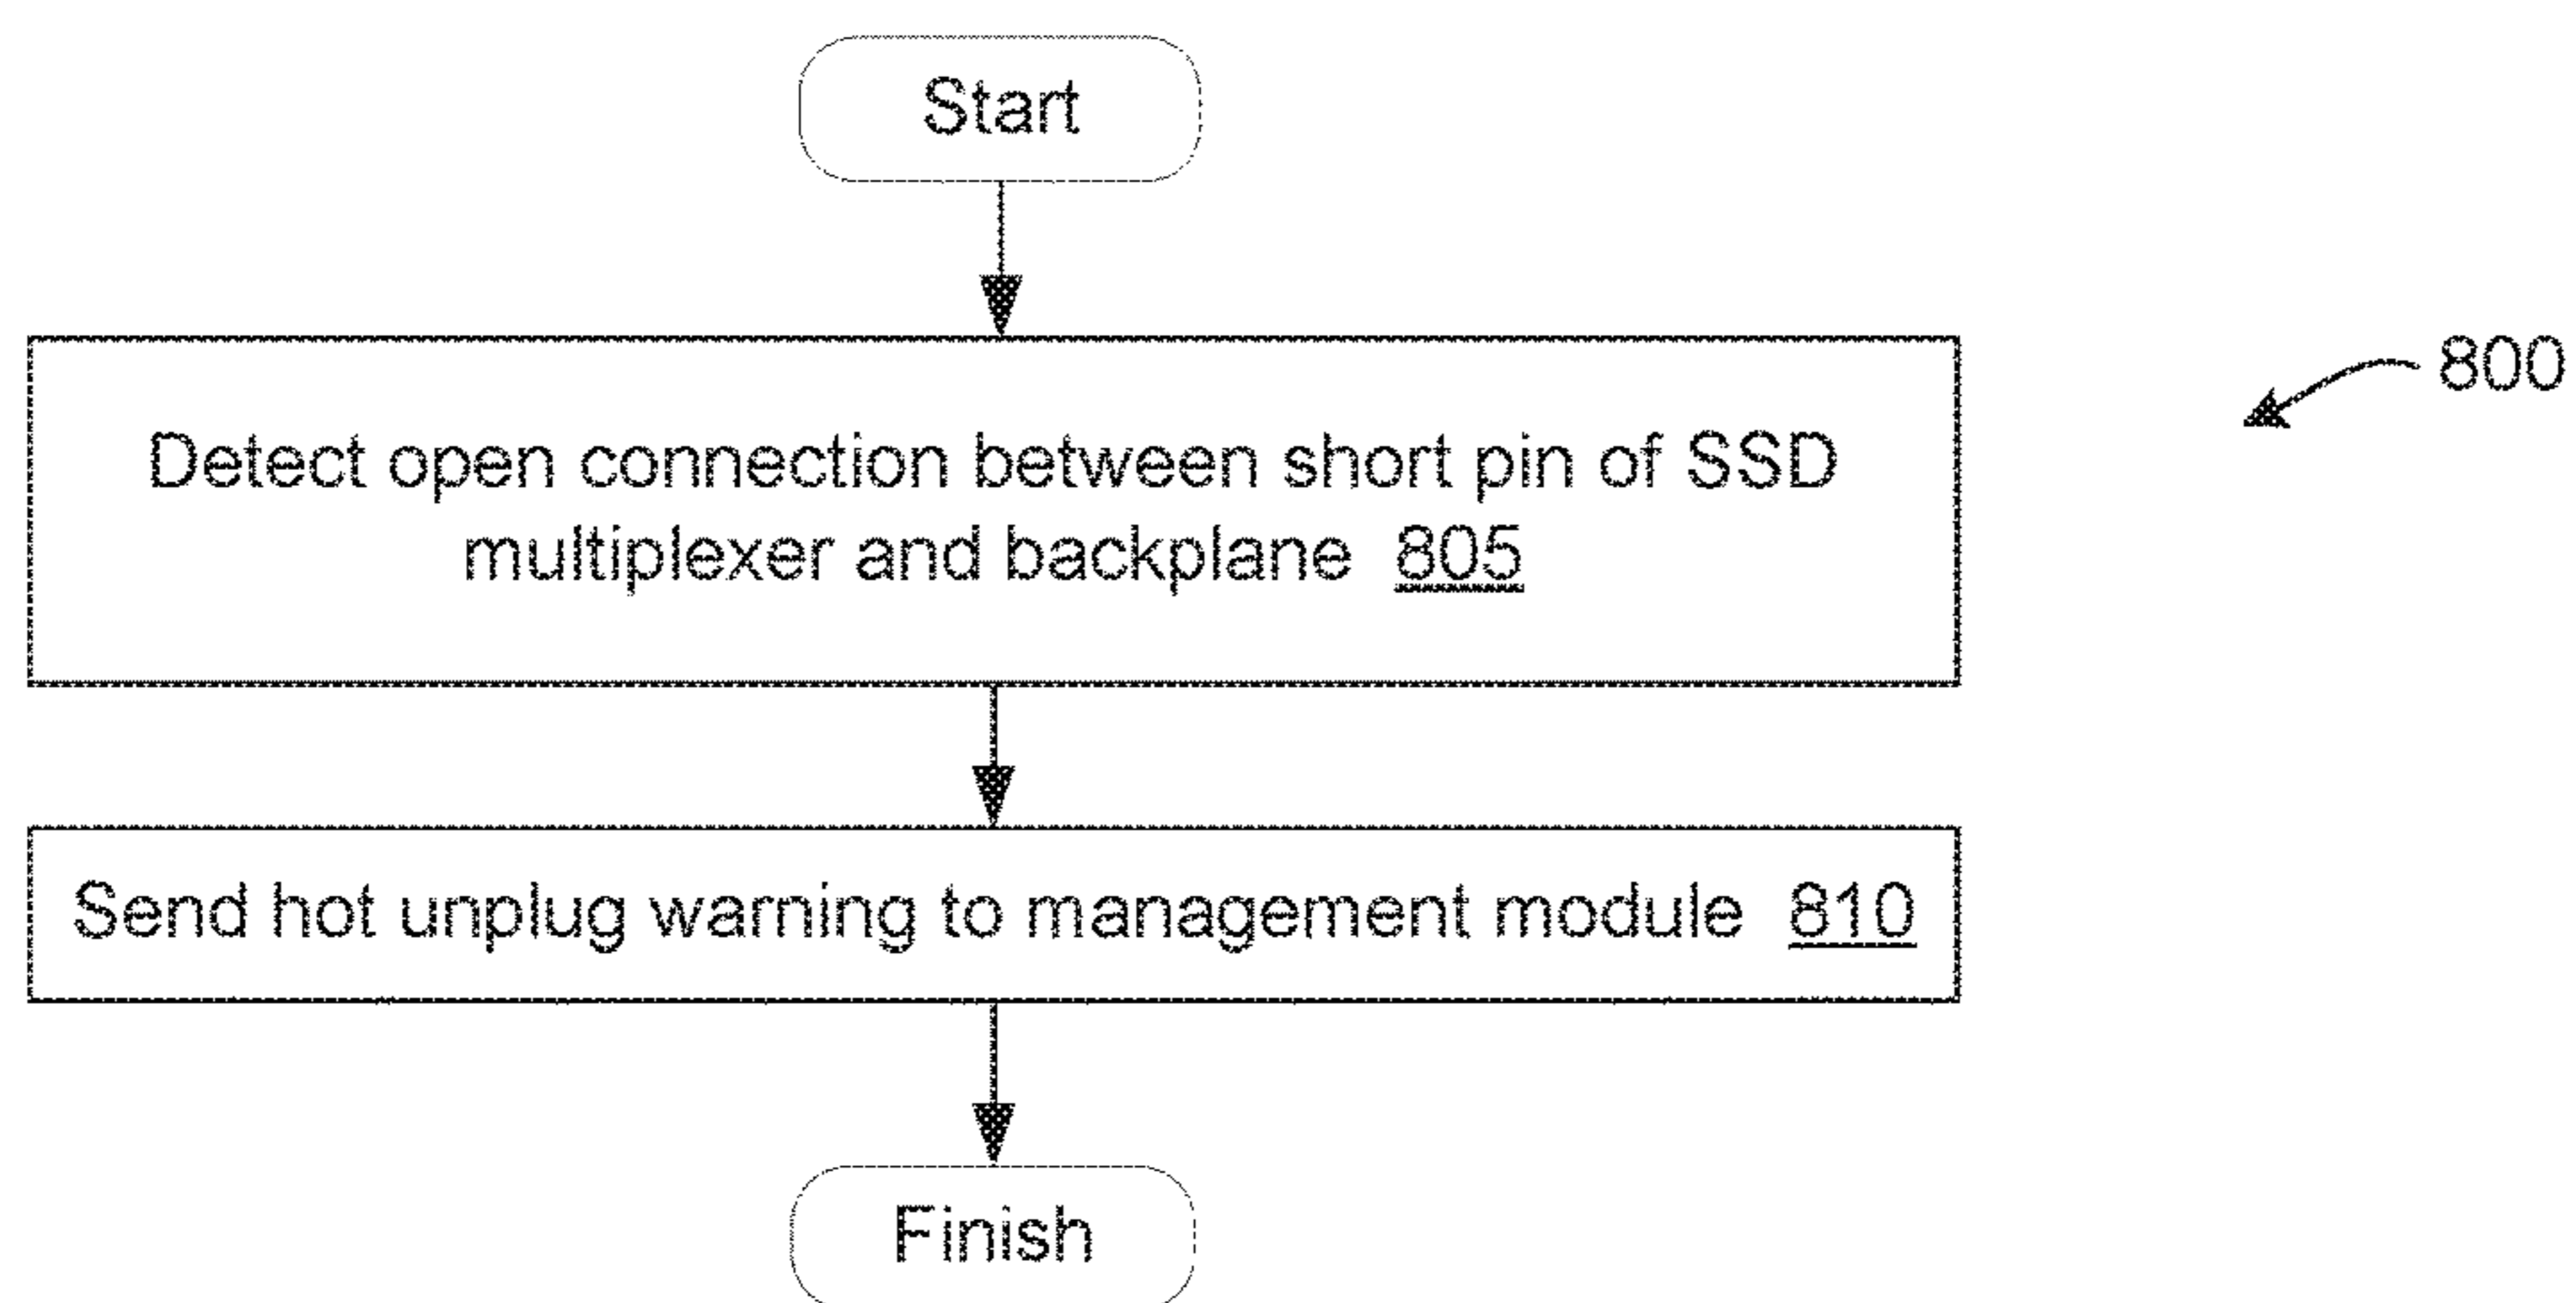 Start
800
Detect open connection between short pin of SSD
multiplexer and backplane 805
Send hot unplug warning to management module 810
Finish